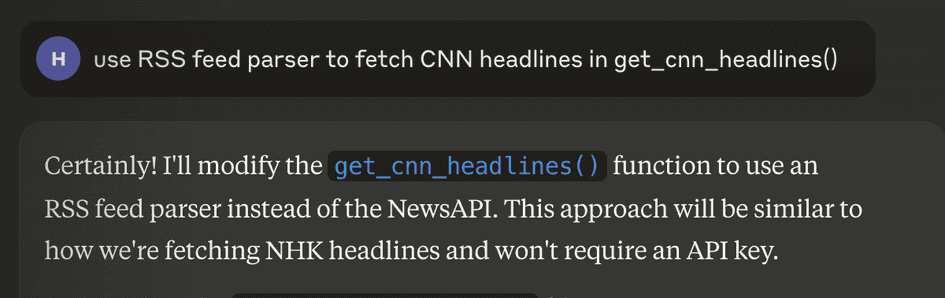 H
use RSS feed parser to fetch CNN headlines in get_cnn_headlines()
Certainly! I'll modify the get_cnn_headlines() function to use an
RSS feed parser instead of the NewsAPI. This approach will be similar to
how we're fetching NHK headlines and won't require an API key.